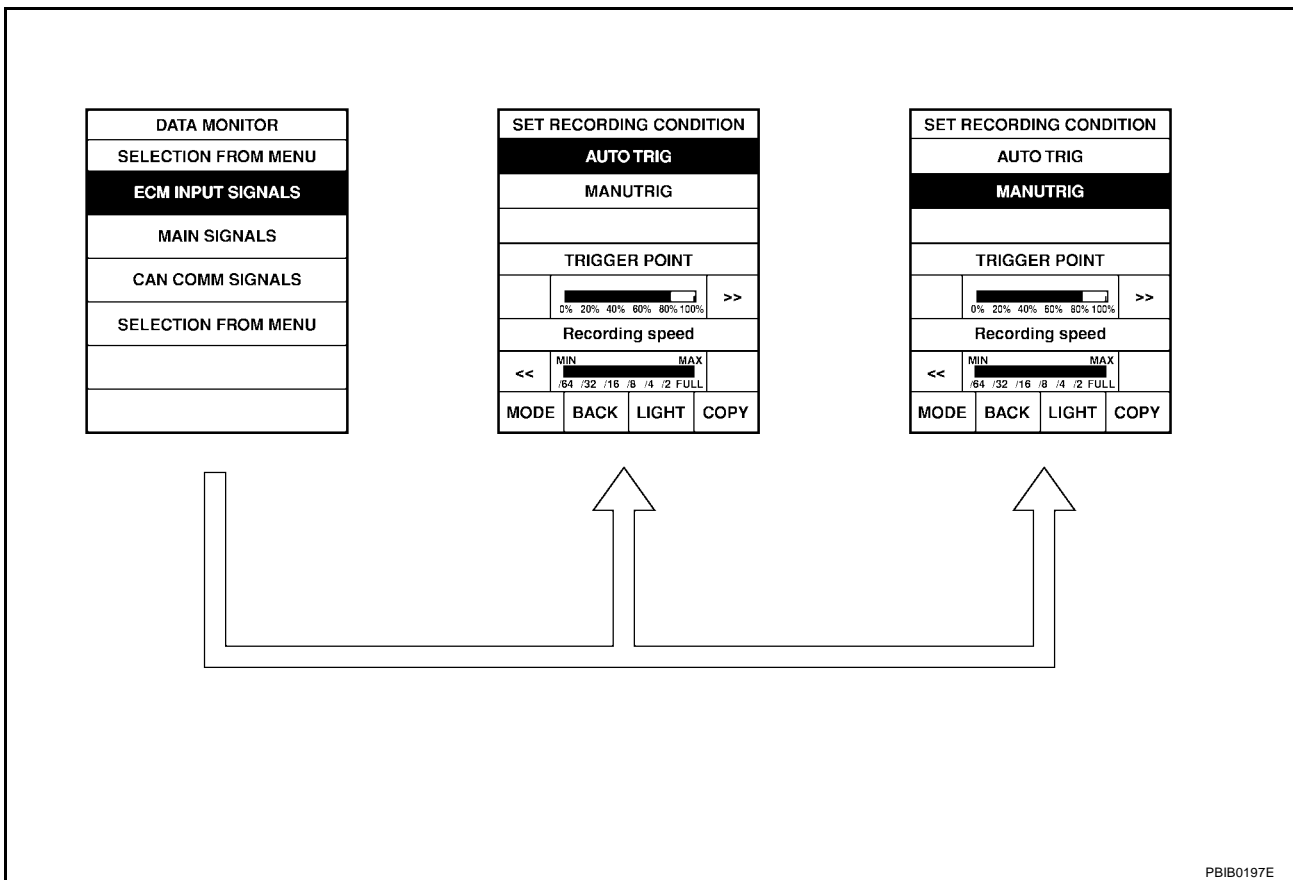 DATA MONITOR
SELECTION FROM MENU
ECM INPUT SIGNALS
MAIN SIGNALS
CAN COMM SIGNALS
SELECTION FROM MENU
SET RECORDING CONDITION
AUTO TRIG
MANUTRIG
TRIGGER POINT
0% 20% 40% 60% 80% 100%
>>
Recording speed
<<
MIN MAX
/64 /32 /16 /8 /4 /2 FULL
MODE BACK LIGHT COPY
SET RECORDING CONDITION
AUTO TRIG
MANUTRIG
TRIGGER POINT
0% 20% 40% 60% 80% 100%
>>
Recording speed
<<
MIN MAX
/64 /32 /16 /8 /4 /2 FULL
MODE BACK LIGHT COPY
PBIB0197E